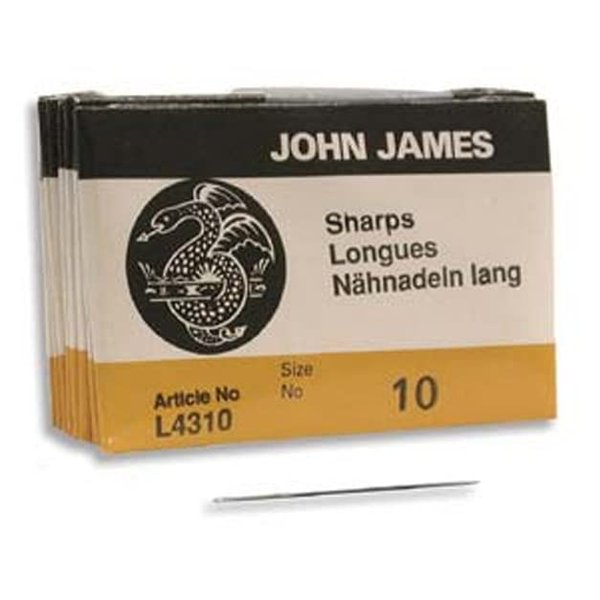 JOHN JAMES
Sharps
Longues
Nähnadeln lang
Article No
L4310
Size
No
10